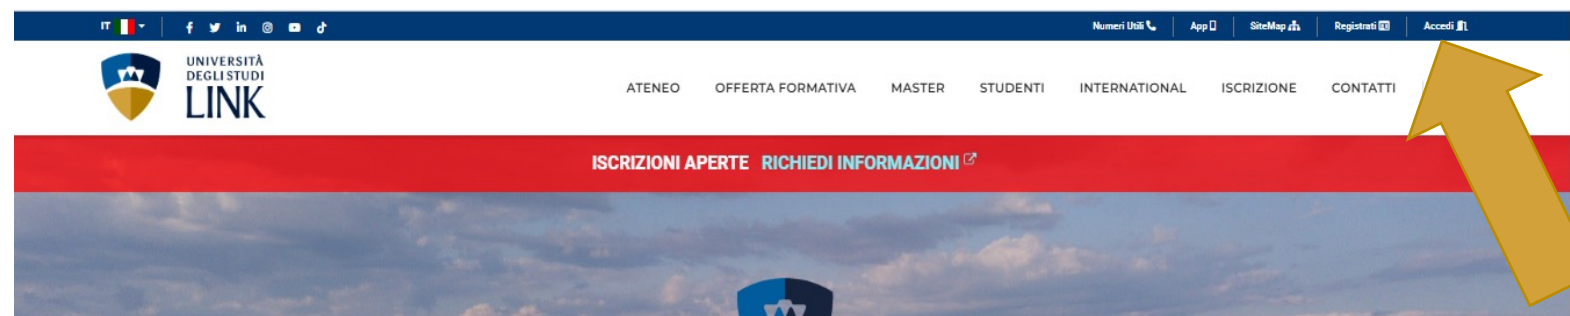 IT
Numeri Utili
App
SiteMap
Registrati
Accedi
UNIVERSITÀ
DEGLI STUDI
LINK
ATENEO OFFERTA FORMATIVA MASTER STUDENTI INTERNATIONAL ISCRIZIONE CONTATTI
ISCRIZIONI APERTE RICHIEDI INFORMAZIONI